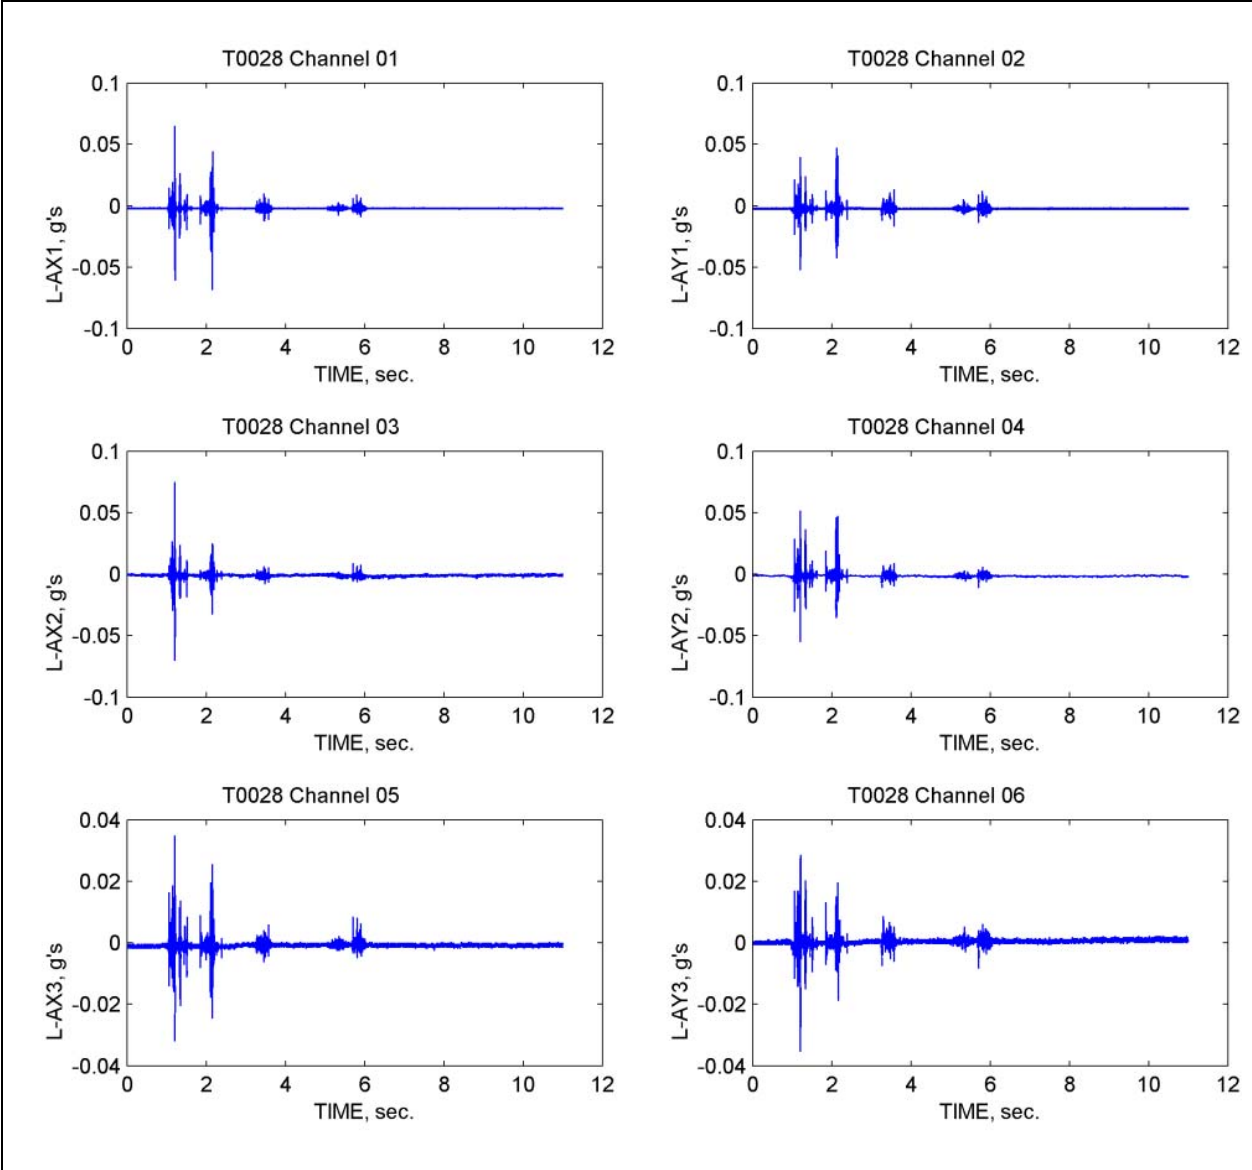 T0028 Channel 01
0.1
0.05
0
-0.05
-0.1
L-AX1, g's
0 2 4 6 8 10 12
TIME, sec.
T0028 Channel 02
0.1
0.05
0
-0.05
-0.1
L-AY1, g's
0 2 4 6 8 10 12
TIME, sec.
T0028 Channel 03
0.1
0.05
0
-0.05
-0.1
L-AX2, g's
0 2 4 6 8 10 12
TIME, sec.
T0028 Channel 04
0.1
0.05
0
-0.05
-0.1
L-AY2, g's
0 2 4 6 8 10 12
TIME, sec.
T0028 Channel 05
0.04
0.02
0
-0.02
-0.04
L-AX3, g's
0 2 4 6 8 10 12
TIME, sec.
T0028 Channel 06
0.04
0.02
0
-0.02
-0.04
L-AY3, g's
0 2 4 6 8 10 12
TIME, sec.